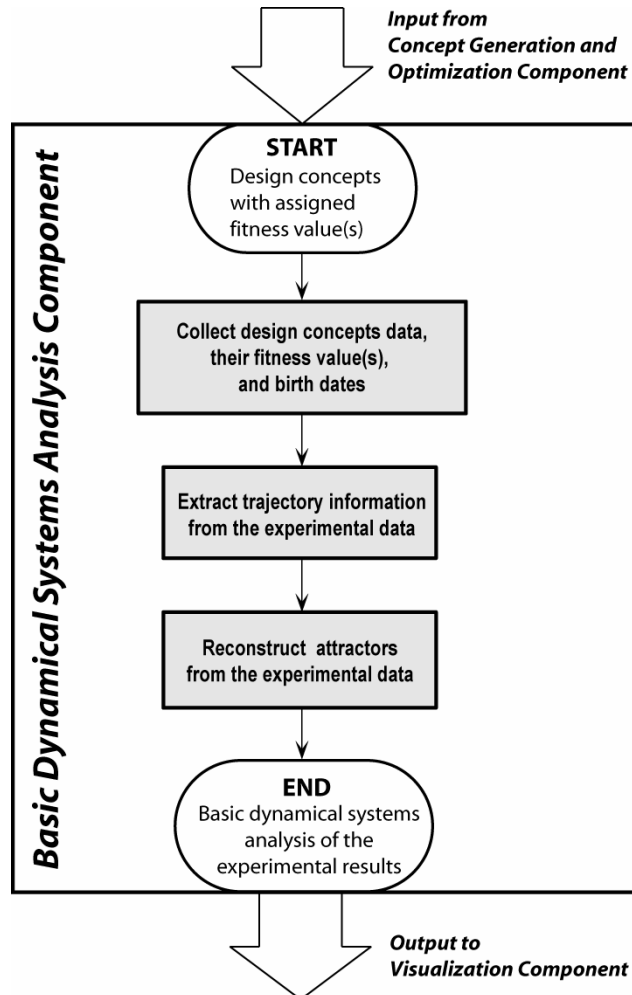 Input from
Concept Generation and
Optimization Component
Basic Dynamical Systems Analysis Component
START
Design concepts
with assigned
fitness value(s)
Collect design concepts data,
their fitness value(s),
and birth dates
Extract trajectory information
from the experimental data
Reconstruct attractors
from the experimental data
END
Basic dynamical systems
analysis of the
experimental results
Output to
Visualization Component